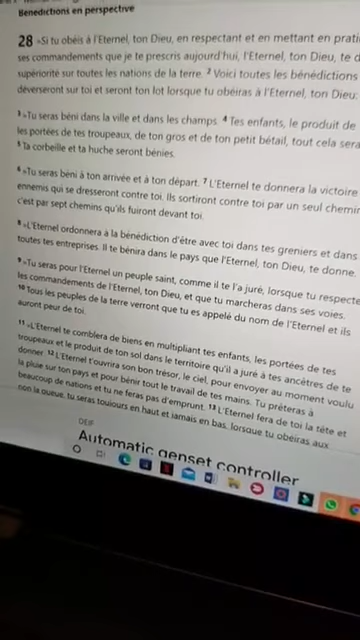 Bénédictions en perspective
28 »Si tu obéis à l'Eternel, ton Dieu, en respectant et en mettant en
ses commandements que je te prescris aujourd'hui, l'Eternel, ton Dieu, te
supériorité sur toutes les nations de la terre. 2 Voici toutes les bénédictions
déverseront sur toi et seront ton lot lorsque tu obéiras à l'Eternel, ton Dieu:
3 »Tu seras béni dans la ville et dans les champs. 4 Tes enfants, le produit de
les portées de tes troupeaux, de ton gros et de ton petit bétail, tout cela sera
5 Ta corbeille et ta huche seront bénies.
6 »Tu seras béni à ton arrivée et à ton départ. 7 L'Eternel te donnera la victoire
ennemis qui se dresseront contre toi. Ils sortiront contre toi par un seul chemin
c'est par sept chemins qu'ils fuiront devant toi.
8 »L'Eternel ordonnera à la bénédiction d'être avec toi dans tes greniers et dans
toutes tes entreprises. Il te bénira dans le pays que l'Eternel, ton Dieu, te donne.
9 »Tu seras pour l'Eternel un peuple saint, comme il te l'a juré, lorsque tu respecte
les commandements de l'Eternel, ton Dieu, et que tu marcheras dans ses voies.
10 Tous les peuples de la terre verront que tu es appelé du nom de l'Eternel et ils
auront peur de toi.
11 »L'Eternel te comblera de biens en multipliant tes enfants, les portées de tes
troupeaux et le produit de ton sol dans le territoire qu'il a juré à tes ancêtres de te
donner. 12 L'Eternel t'ouvrira son bon trésor, le ciel, pour envoyer au moment voulu
la pluie sur ton pays et pour bénir tout le travail de tes mains. Tu prêteras à
beaucoup de nations et tu ne feras pas d'emprunt. 13 L'Eternel fera de toi la tête et
non la queue, tu seras toujours en haut et jamais en bas, lorsque tu obéiras aux
DEIF
Automatic genset controller